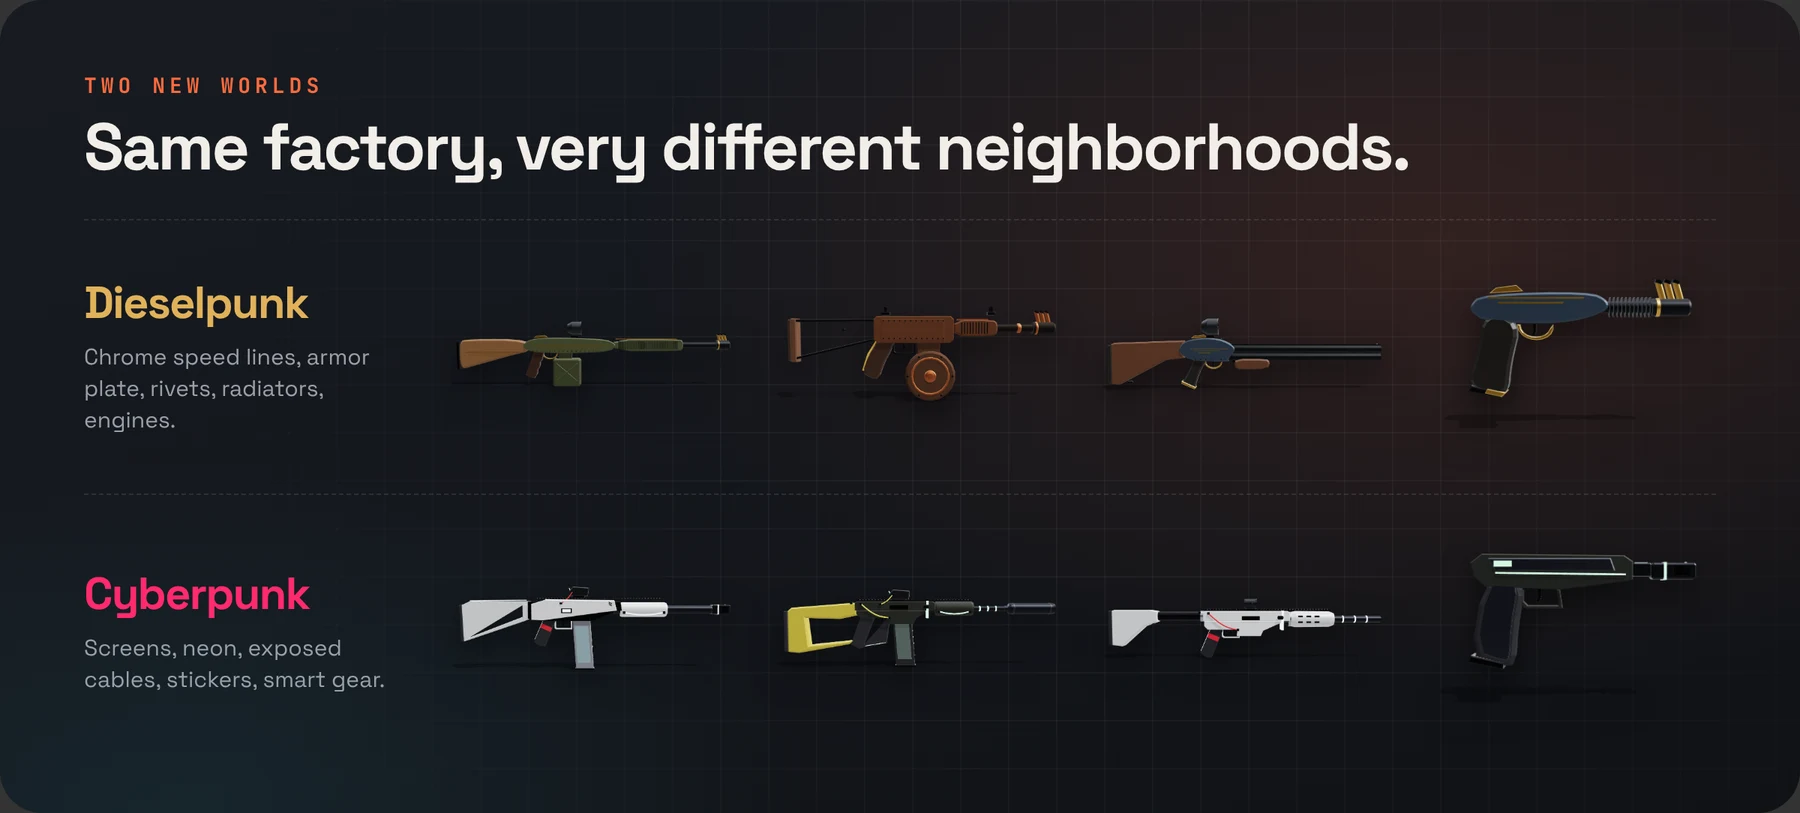 TWO NEW WORLDS
Same factory, very different neighborhoods.
Dieselpunk
Chrome speed lines, armor
plate, rivets, radiators,
engines.
Cyberpunk
Screens, neon, exposed
cables, stickers, smart gear.